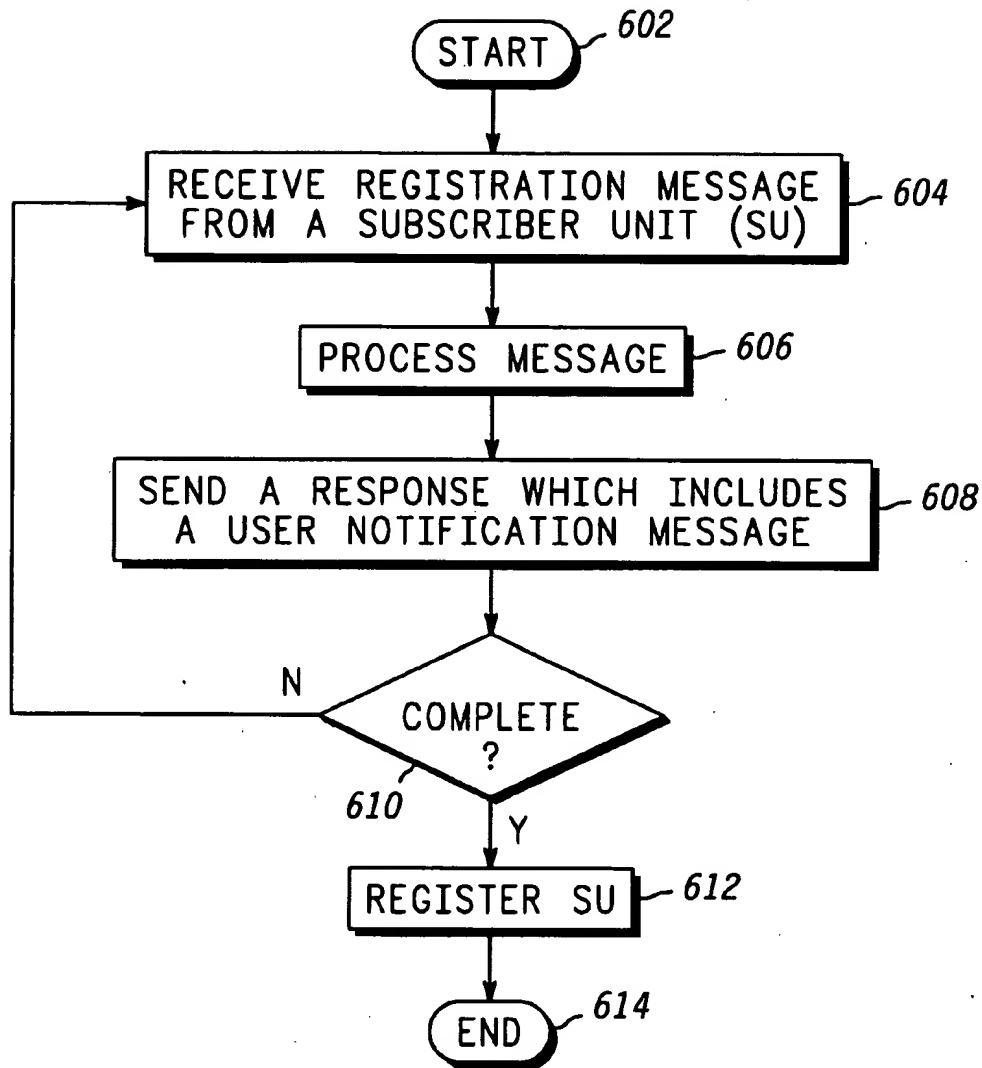 START
602
RECEIVE REGISTRATION MESSAGE
FROM A SUBSCRIBER UNIT (SU)
604
PROCESS MESSAGE
606
SEND A RESPONSE WHICH INCLUDES
A USER NOTIFICATION MESSAGE
608
N
COMPLETE
?
610
Y
REGISTER SU
612
END
614